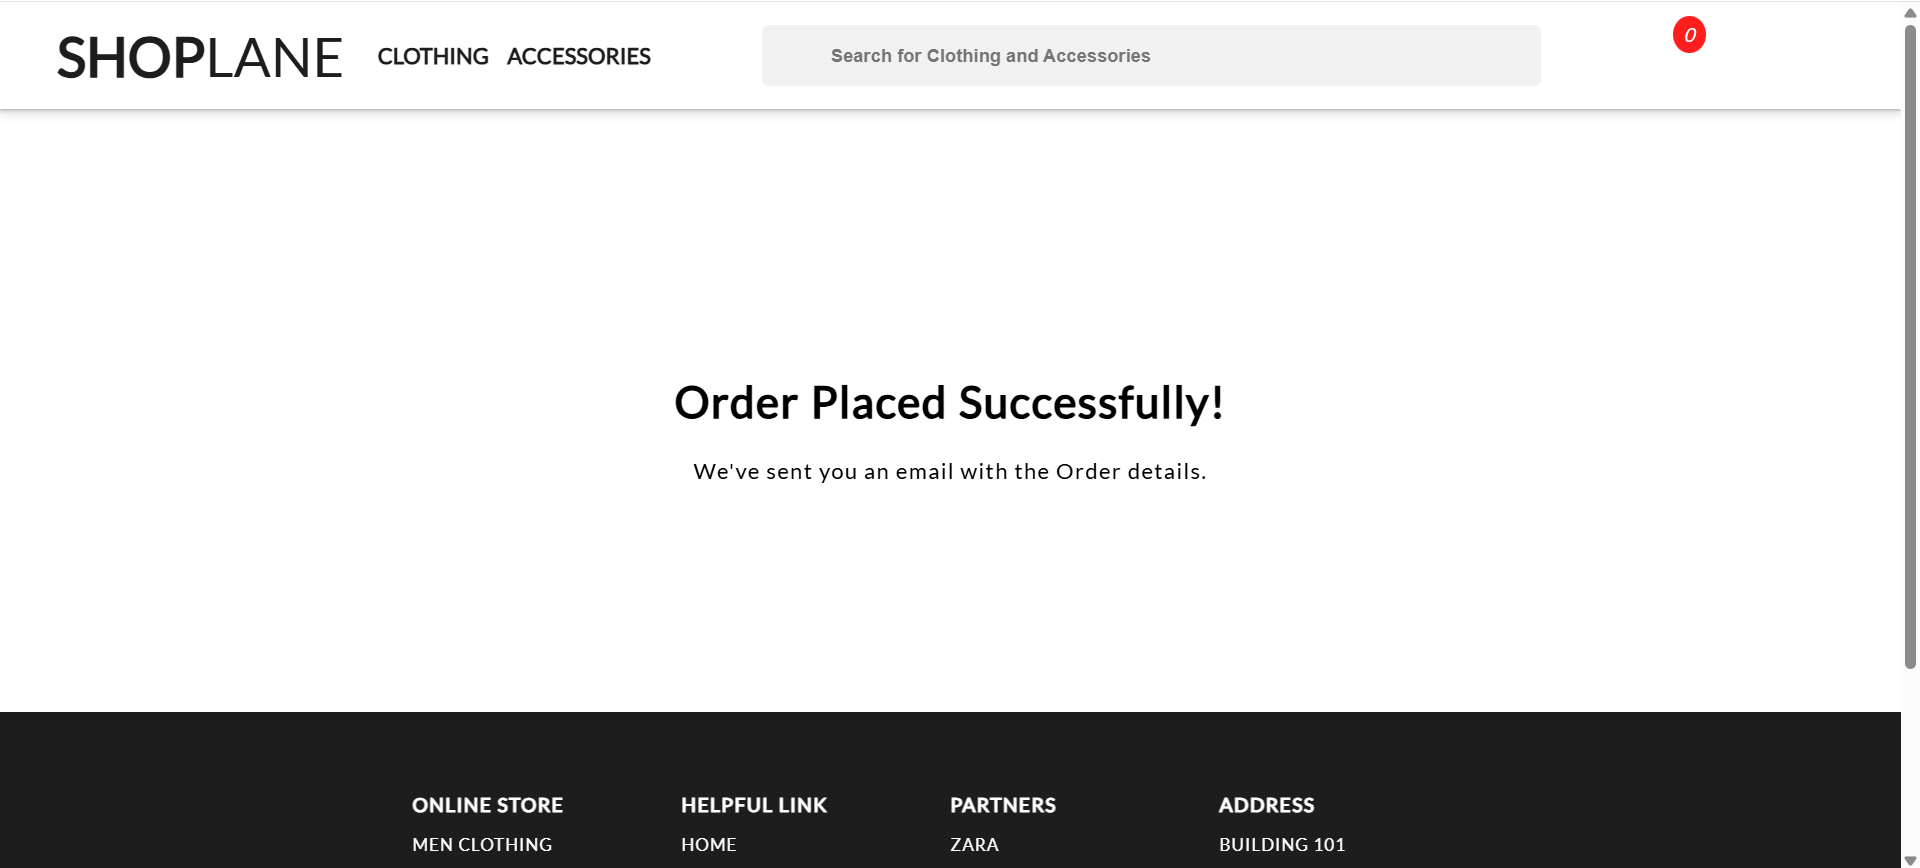 SHOPLANE CLOTHING ACCESSORIES Search for Clothing and Accessories 0
Order Placed Successfully!
We've sent you an email with the Order details.
ONLINE STORE HELPFUL LINK PARTNERS ADDRESS
MEN CLOTHING HOME ZARA BUILDING 101